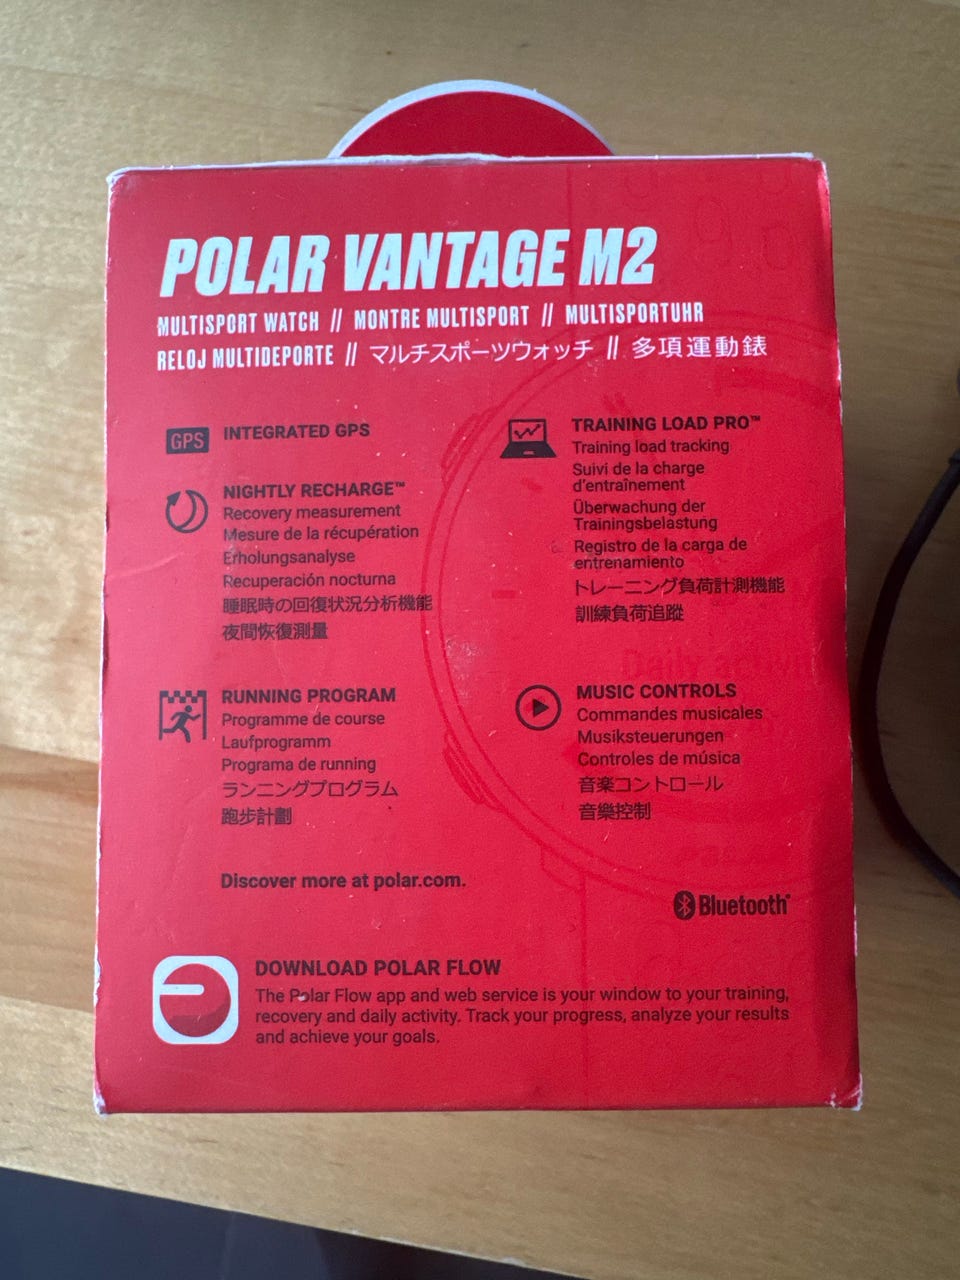 POLAR VANTAGE M2
MULTISPORT WATCH // MONTRE MULTISPORT // MULTISPORTUHR
RELOJ MULTIDEPORTE // マルチスポーツウォッチ // 多項運動錶
GPS
INTEGRATED GPS
NIGHTLY RECHARGE™
Recovery measurement
Mesure de la récupération
Erholungsanalyse
Recuperación nocturna
睡眠時の回復状況分析機能
夜間恢復測量
RUNNING PROGRAM
Programme de course
Laufprogramm
Programa de running
ランニングプログラム
跑步計劃
TRAINING LOAD PRO™
Training load tracking
Suivi de la charge
d'entraînement
Überwachung der
Trainingsbelastung
Registro de la carga de
entrenamiento
トレーニング負荷計測機能
訓練負荷追蹤
Daily activi
MUSIC CONTROLS
Commandes musicales
Musiksteuerungen
Controles de música
音楽コントロール
音樂控制
Discover more at polar.com.
Bluetooth®
DOWNLOAD POLAR FLOW
The Polar Flow app and web service is your window to your training,
recovery and daily activity. Track your progress, analyze your results
and achieve your goals.